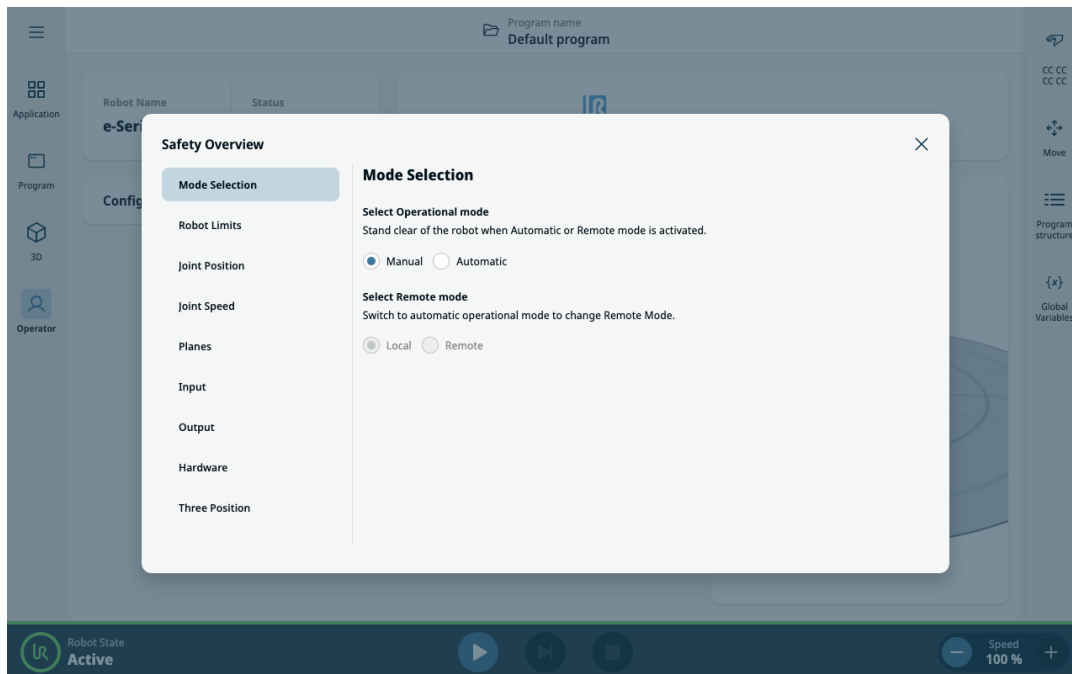 Program name
Default program
Application
Program
3D
Operator
Robot Name
Status
e-Seri
Config
Safety Overview
Mode Selection
Robot Limits
Joint Position
Joint Speed
Planes
Input
Output
Hardware
Three Position
Mode Selection
Select Operational mode
Stand clear of the robot when Automatic or Remote mode is activated.
Manual Automatic
Select Remote mode
Switch to automatic operational mode to change Remote Mode.
Local Remote
CC CC
CC CC
Move
Program
structure
{x}
Global
Variables
Robot State
Active
Speed
100 %